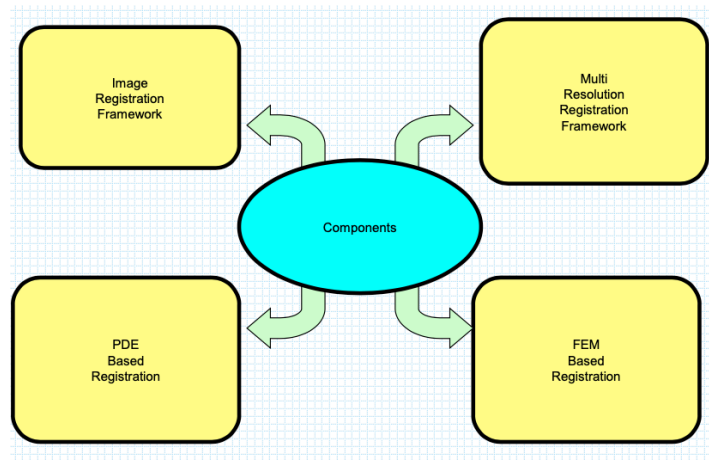 Image
Registration
Framework
Multi
Resolution
Registration
Framework
Components
PDE
Based
Registration
FEM
Based
Registration